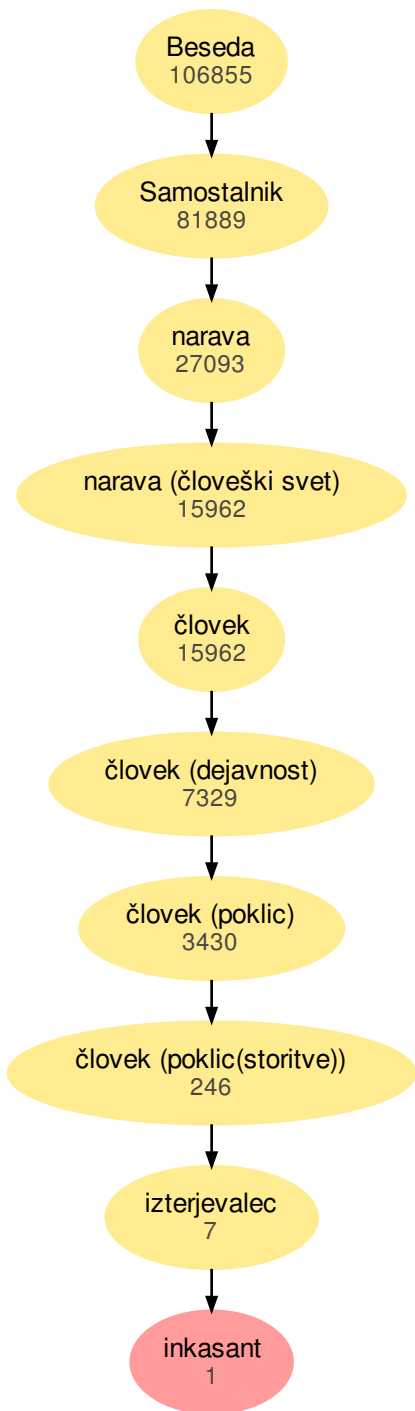 Beseda
106855
Samostalnik
81889
narava
27093
narava (človeški svet)
15962
človek
15962
človek (dejavnost)
7329
človek (poklic)
3430
človek (poklic(storitve))
246
izterjevalec
7
inkasant
1